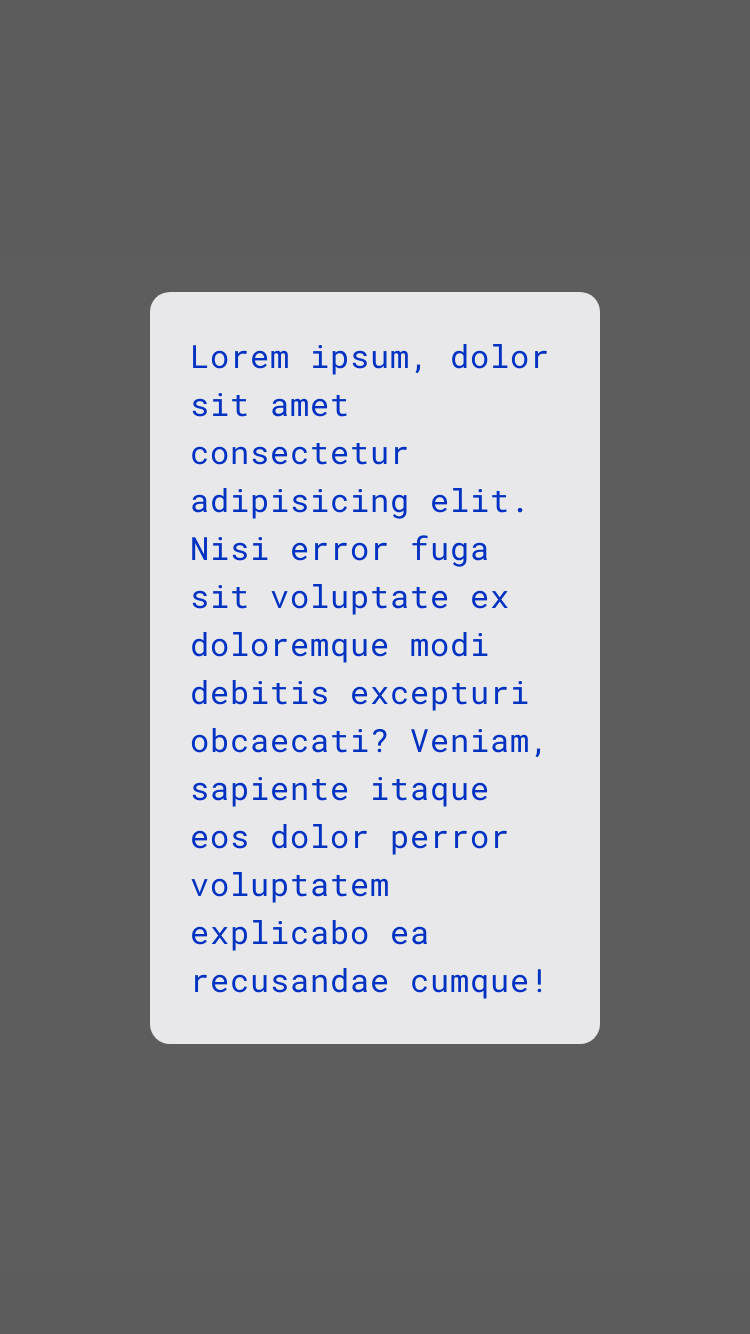 Lorem ipsum, dolor
sit amet
consectetur
adipisicing elit.
Nisi error fuga
sit voluptate ex
doloremque modi
debitis excepturi
obcaecati? Veniam,
sapiente itaque
eos dolor perror
voluptatem
explicabo ea
recusandae cumque!